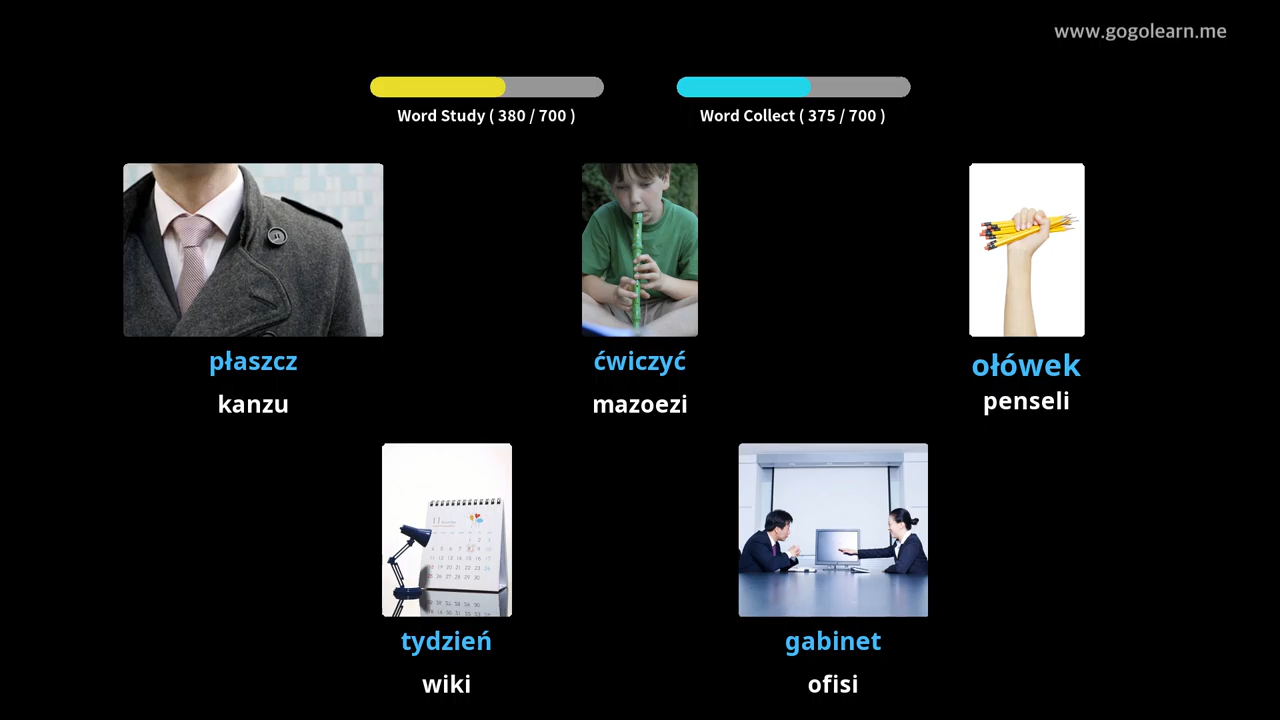 www.gogolearn.me
Word Study ( 380 / 700 )
Word Collect ( 375 / 700 )
płaszcz
kanzu
ćwiczyć
mazoezi
ołówek
penseli
tydzień
wiki
gabinet
ofisi